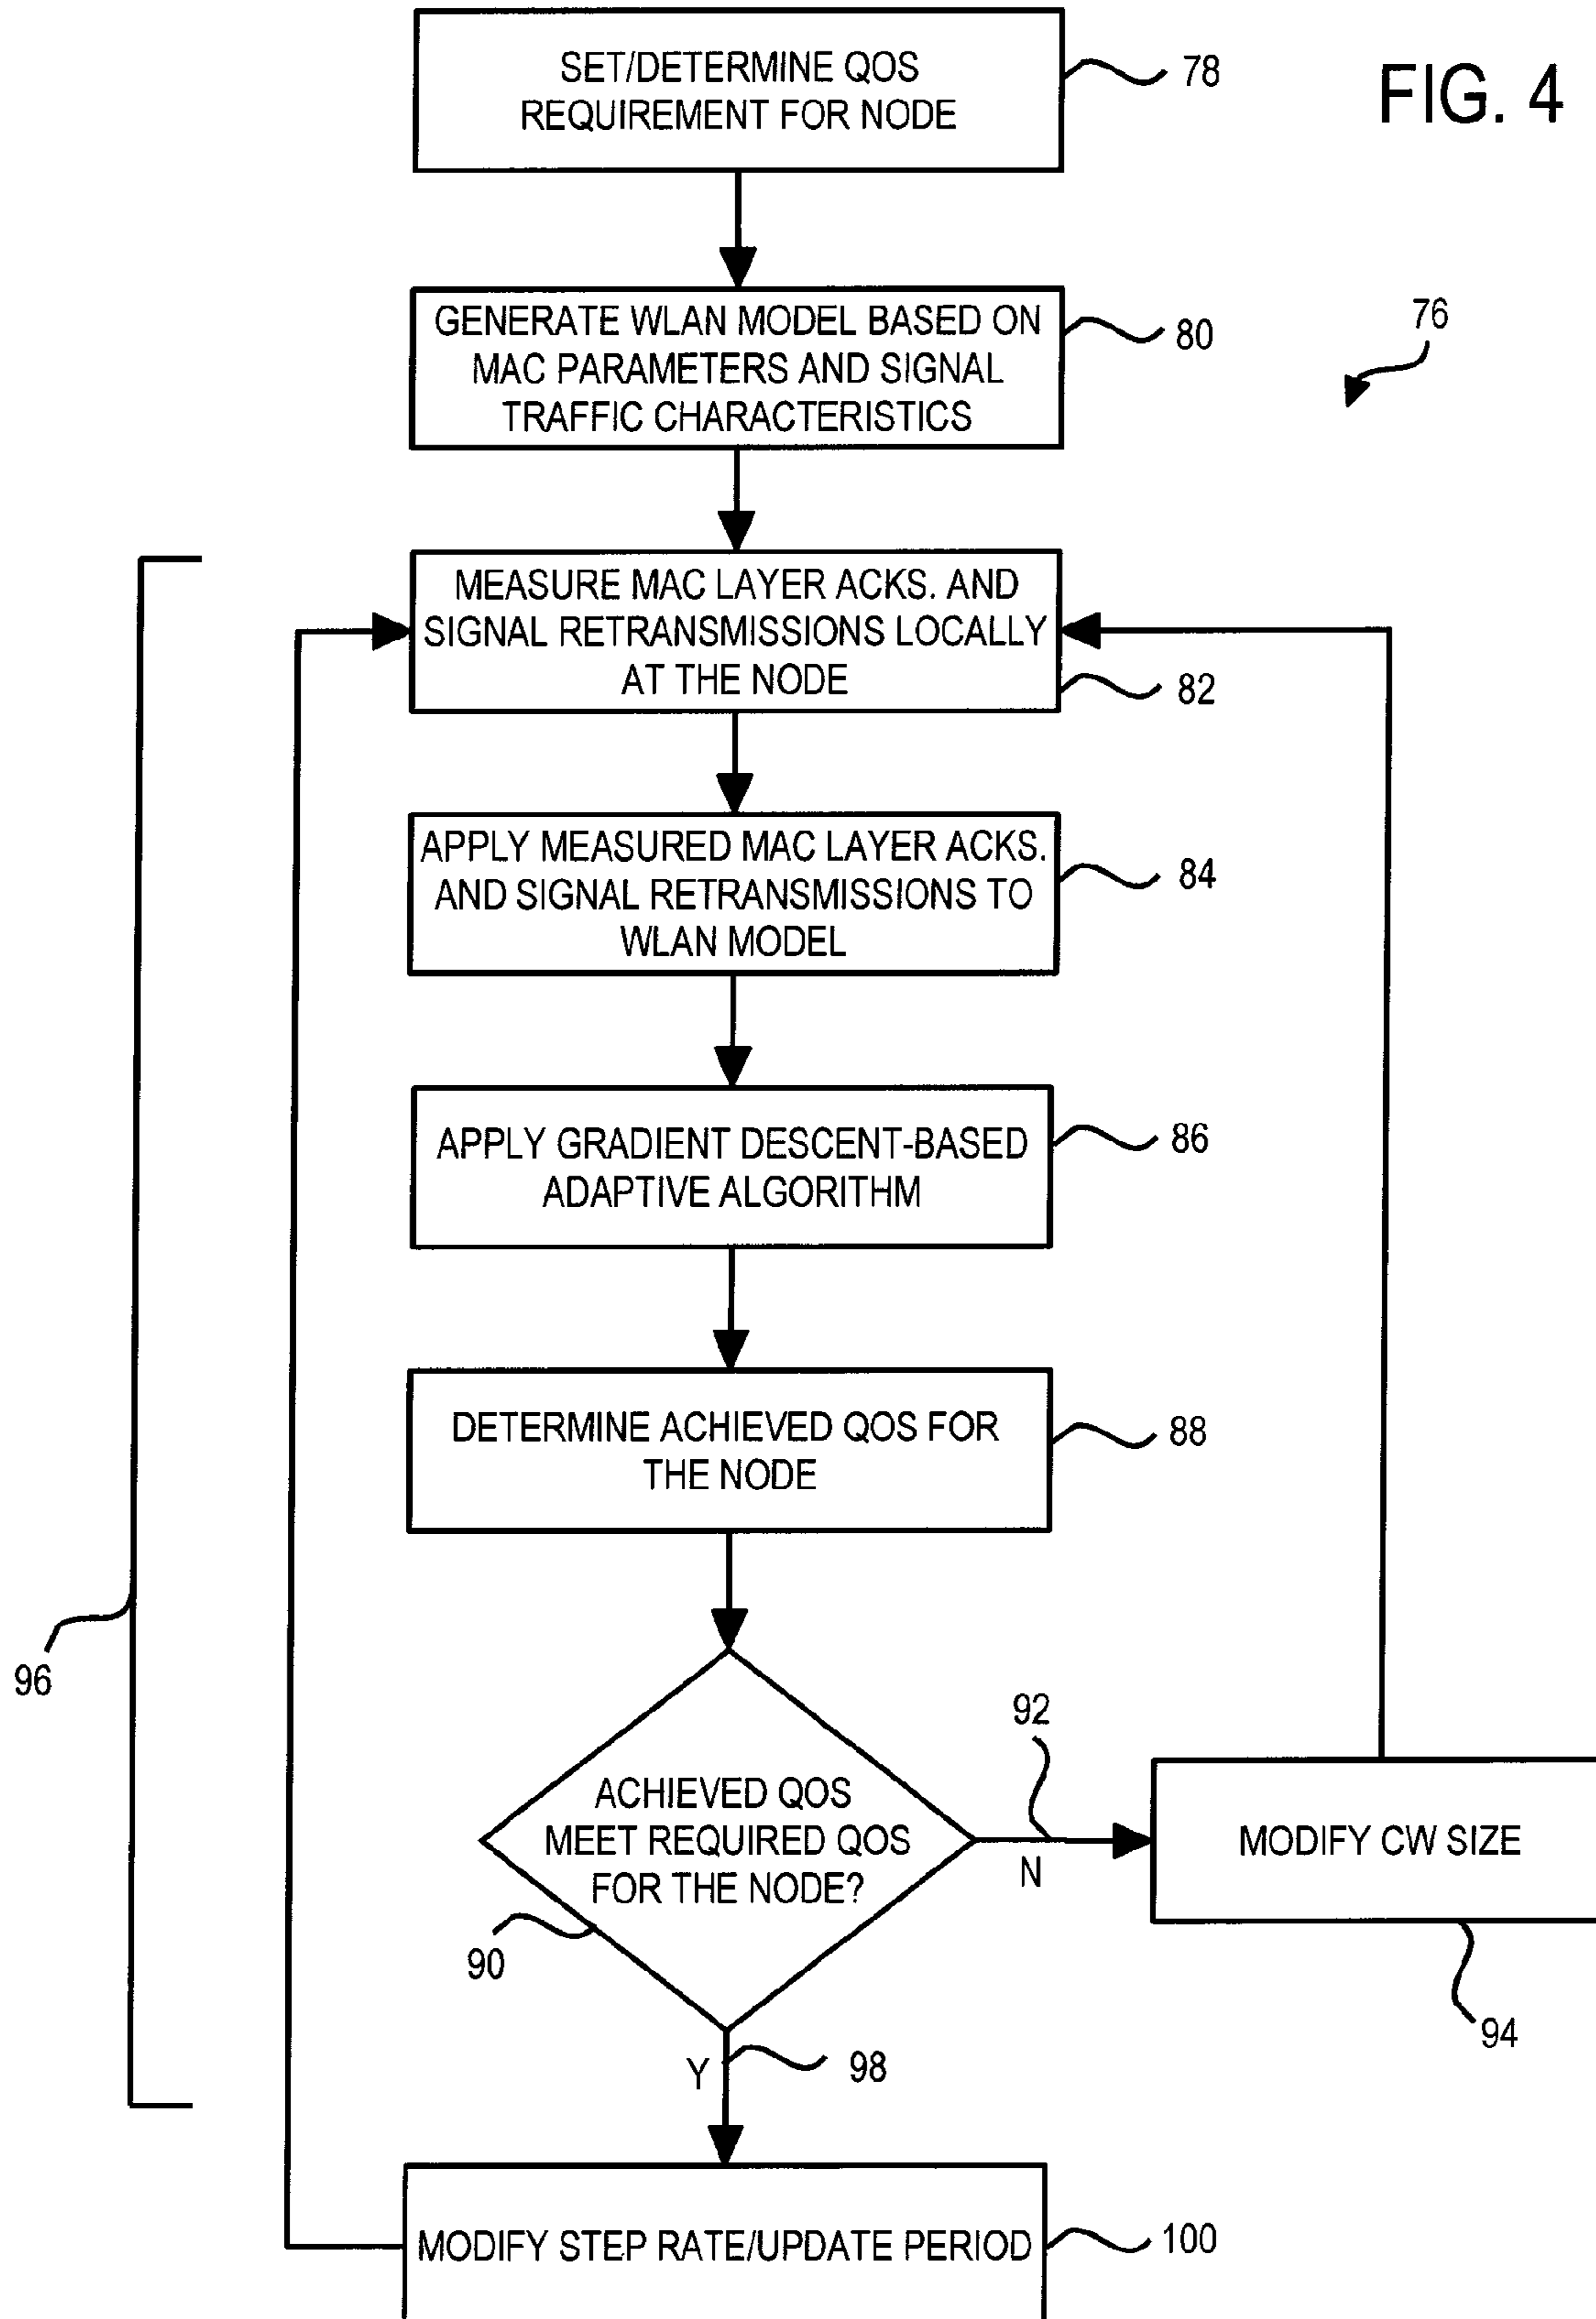 FIG. 4
SET/DETERMINE QOS
REQUIREMENT FOR NODE
78
GENERATE WLAN MODEL BASED ON
MAC PARAMETERS AND SIGNAL
TRAFFIC CHARACTERISTICS
80
76
MEASURE MAC LAYER ACKS. AND
SIGNAL RETRANSMISSIONS LOCALLY
AT THE NODE
82
APPLY MEASURED MAC LAYER ACKS.
AND SIGNAL RETRANSMISSIONS TO
WLAN MODEL
84
APPLY GRADIENT DESCENT-BASED
ADAPTIVE ALGORITHM
86
DETERMINE ACHIEVED QOS FOR
THE NODE
88
96
ACHIEVED QOS
MEET REQUIRED QOS
FOR THE NODE?
90
92
N
MODIFY CW SIZE
94
Y
98
MODIFY STEP RATE/UPDATE PERIOD
100